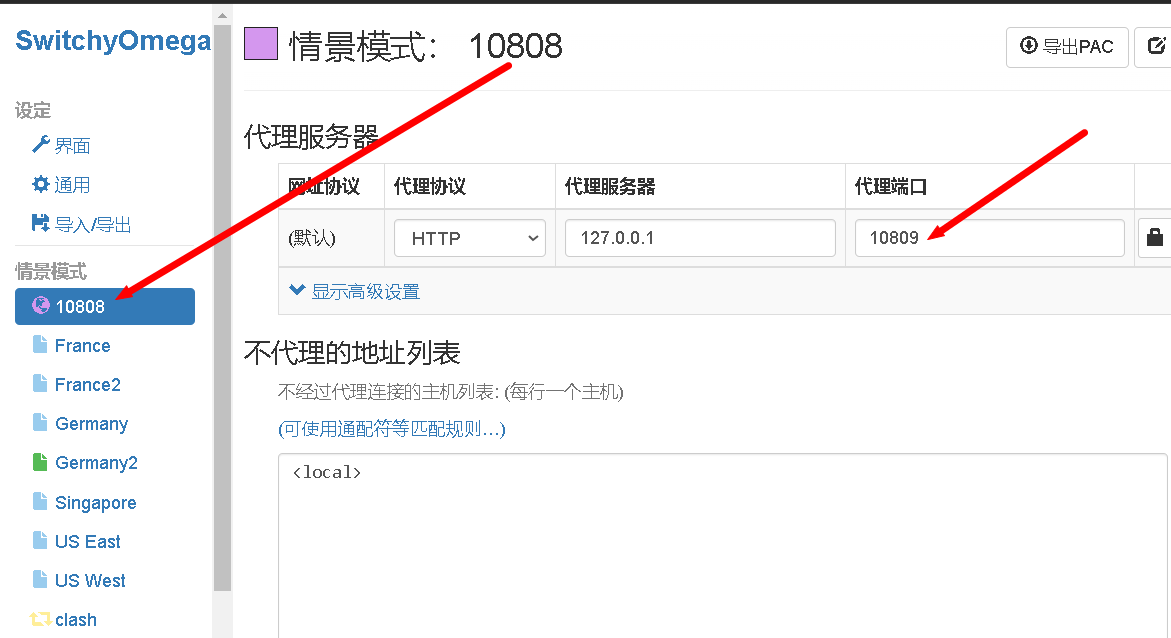 SwitchyOmega
设定
界面
通用
导入/导出
情景模式
10808
France
France2
Germany
Germany2
Singapore
US East
US West
clash
情景模式： 10808
导出PAC
代理服务器
网址协议 代理协议 代理服务器 代理端口
(默认) HTTP 127.0.0.1 10809
显示高级设置
不代理的地址列表
不经过代理连接的主机列表: (每行一个主机)
(可使用通配符等匹配规则…)
<local>